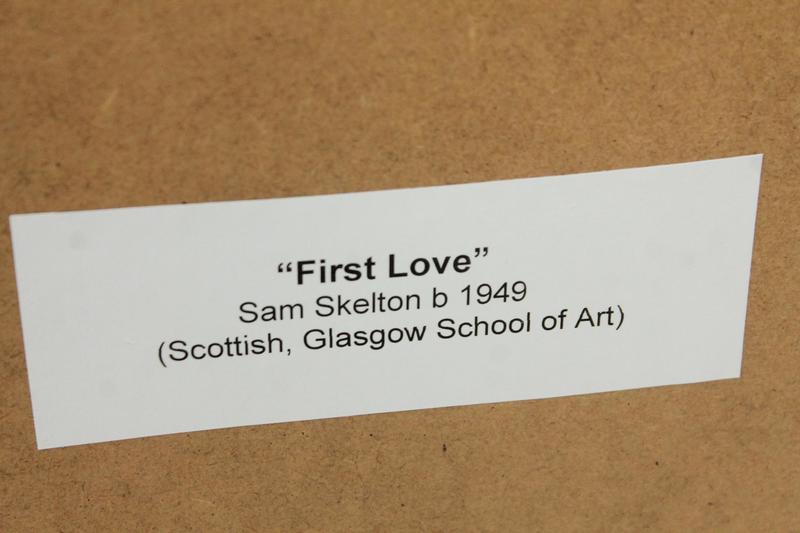 “First Love”
Sam Skelton b 1949
(Scottish, Glasgow School of Art)